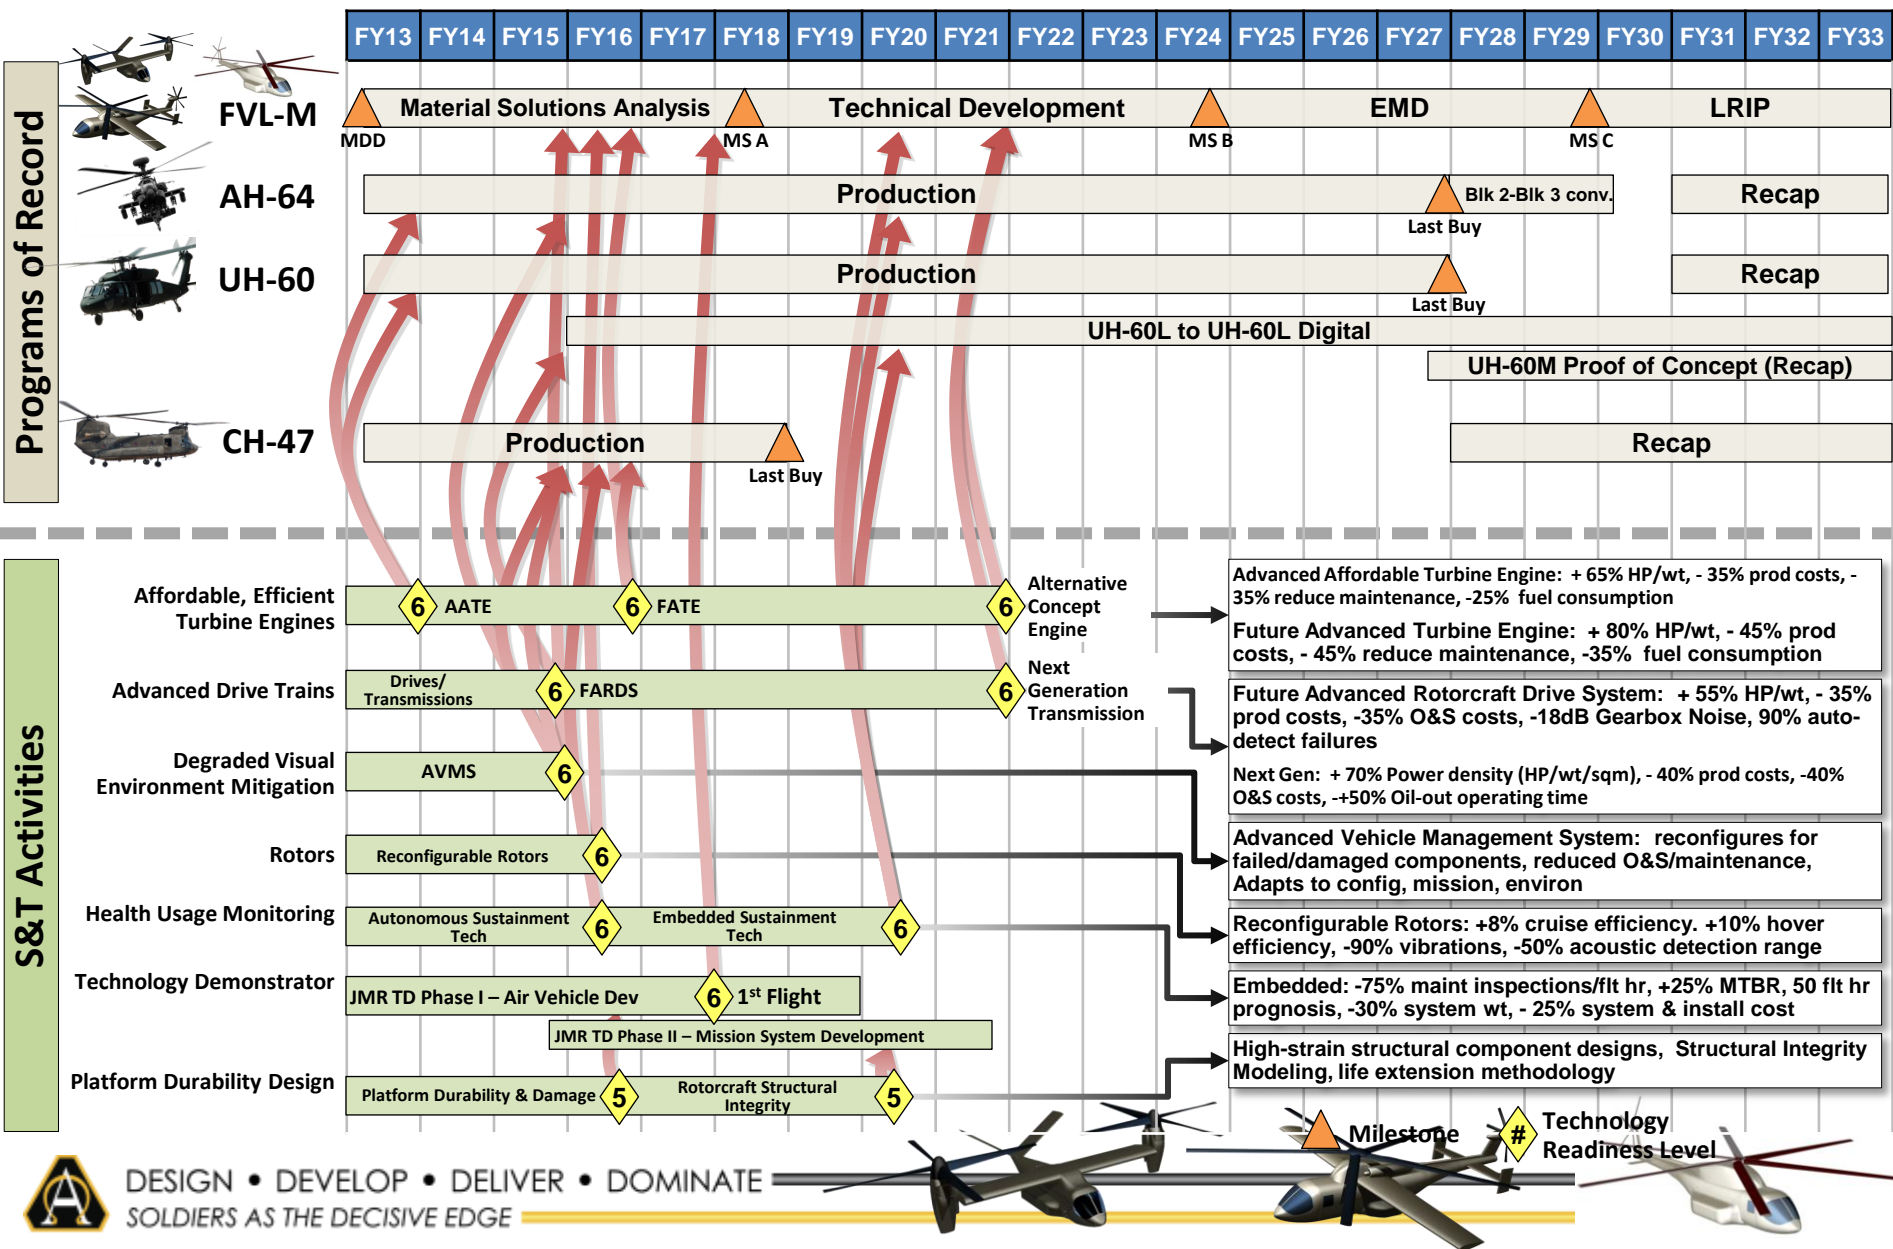 FY13 FY14 FY15 FY16 FY17 FY18 FY19 FY20 FY21 FY22 FY23 FY24 FY25 FY26 FY27 FY28 FY29 FY30 FY31 FY32 FY33
Programs of Record
FVL-M
Material Solutions Analysis
Technical Development
EMD
LRIP
MDD
MS A
MS B
MS C
AH-64
Production
Blk 2-Blk 3 conv.
Recap
Last Buy
UH-60
Production
Recap
Last Buy
UH-60L to UH-60L Digital
UH-60M Proof of Concept (Recap)
CH-47
Production
Recap
Last Buy
S&T Activities
Affordable, Efficient
Turbine Engines
6 AATE
6 FATE
6
Alternative
Concept
Engine
Advanced Affordable Turbine Engine: + 65% HP/wt, - 35% prod costs, -
35% reduce maintenance, -25% fuel consumption
Future Advanced Turbine Engine: + 80% HP/wt, - 45% prod
costs, - 45% reduce maintenance, -35% fuel consumption
Advanced Drive Trains
Drives/
Transmissions
6 FARDS
6
Next
Generation
Transmission
Future Advanced Rotorcraft Drive System: + 55% HP/wt, - 35%
prod costs, -35% O&S costs, -18dB Gearbox Noise, 90% auto-
detect failures
Next Gen: + 70% Power density (HP/wt/sqm), - 40% prod costs, -40%
O&S costs, -+50% Oil-out operating time
Degraded Visual
Environment Mitigation
AVMS
6
Advanced Vehicle Management System: reconfigures for
failed/damaged components, reduced O&S/maintenance,
Adapts to config, mission, environ
Rotors
Reconfigurable Rotors
6
Reconfigurable Rotors: +8% cruise efficiency. +10% hover
efficiency, -90% vibrations, -50% acoustic detection range
Health Usage Monitoring
Autonomous Sustainment
Tech
6
Embedded Sustainment
Tech
6
Embedded: -75% maint inspections/flt hr, +25% MTBR, 50 flt hr
prognosis, -30% system wt, - 25% system & install cost
Technology Demonstrator
JMR TD Phase I – Air Vehicle Dev
6 1st Flight
JMR TD Phase II – Mission System Development
Platform Durability Design
Platform Durability & Damage
5
Rotorcraft Structural
Integrity
5
High-strain structural component designs, Structural Integrity
Modeling, life extension methodology
Milestone
#
Technology
Readiness Level
DESIGN • DEVELOP • DELIVER • DOMINATE
SOLDIERS AS THE DECISIVE EDGE